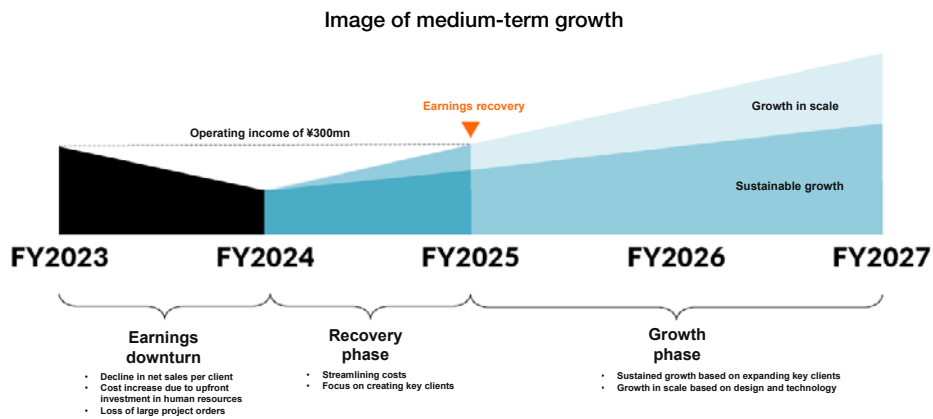 Image of medium-term growth
Earnings recovery
Growth in scale
Operating income of ¥300mn
Sustainable growth
FY2023
FY2024
FY2025
FY2026
FY2027
Earnings
downturn
• Decline in net sales per client
• Cost increase due to upfront
investment in human resources
• Loss of large project orders
Recovery
phase
• Streamlining costs
• Focus on creating key clients
Growth
phase
• Sustained growth based on expanding key clients
• Growth in scale based on design and technology